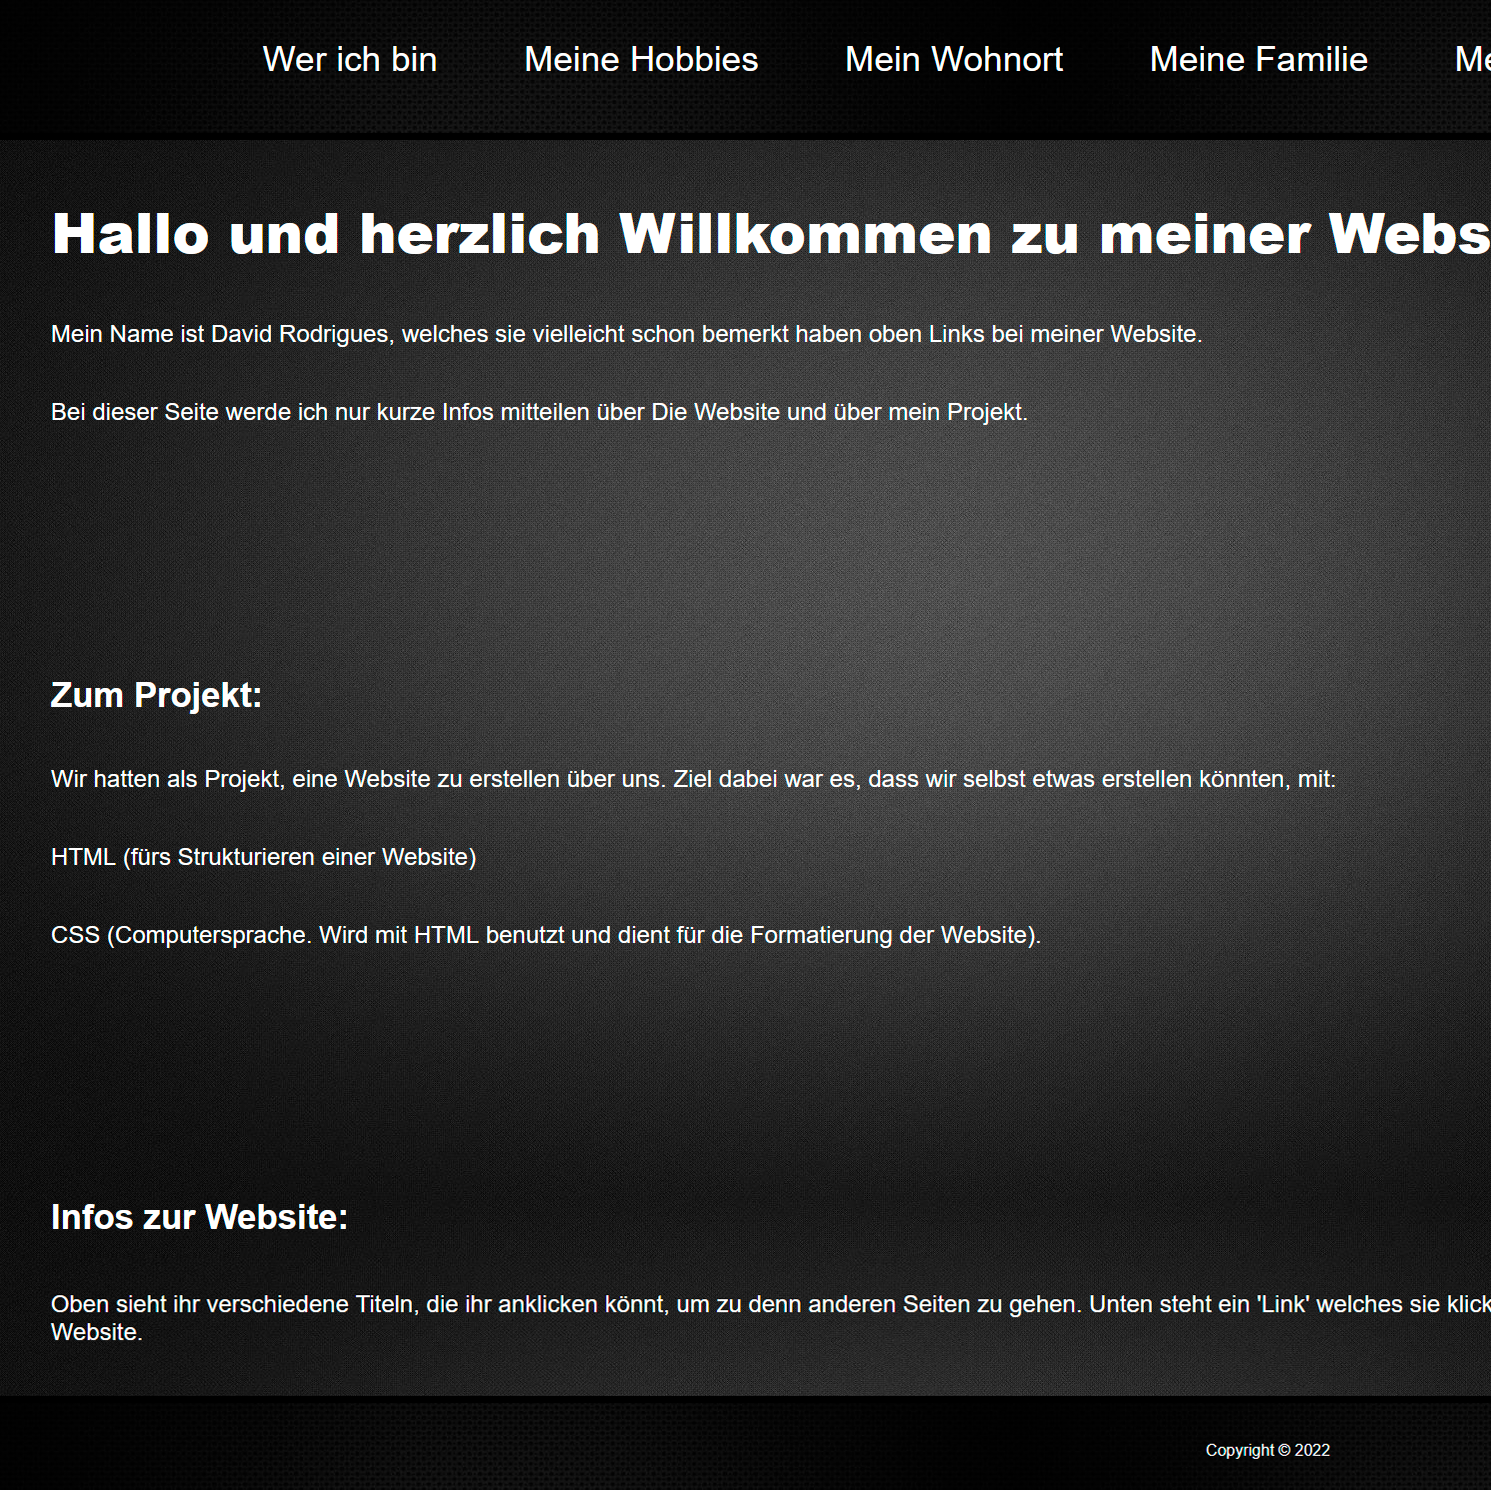 Wer ich bin Meine Hobbies Mein Wohnort Meine Familie Me
Hallo und herzlich Willkommen zu meiner Webs
Mein Name ist David Rodrigues, welches sie vielleicht schon bemerkt haben oben Links bei meiner Website.
Bei dieser Seite werde ich nur kurze Infos mitteilen über Die Website und über mein Projekt.
Zum Projekt:
Wir hatten als Projekt, eine Website zu erstellen über uns. Ziel dabei war es, dass wir selbst etwas erstellen könnten, mit:
HTML (fürs Strukturieren einer Website)
CSS (Computersprache. Wird mit HTML benutzt und dient für die Formatierung der Website).
Infos zur Website:
Oben sieht ihr verschiedene Titeln, die ihr anklicken könnt, um zu denn anderen Seiten zu gehen. Unten steht ein 'Link' welches sie klick
Website.
Copyright © 2022